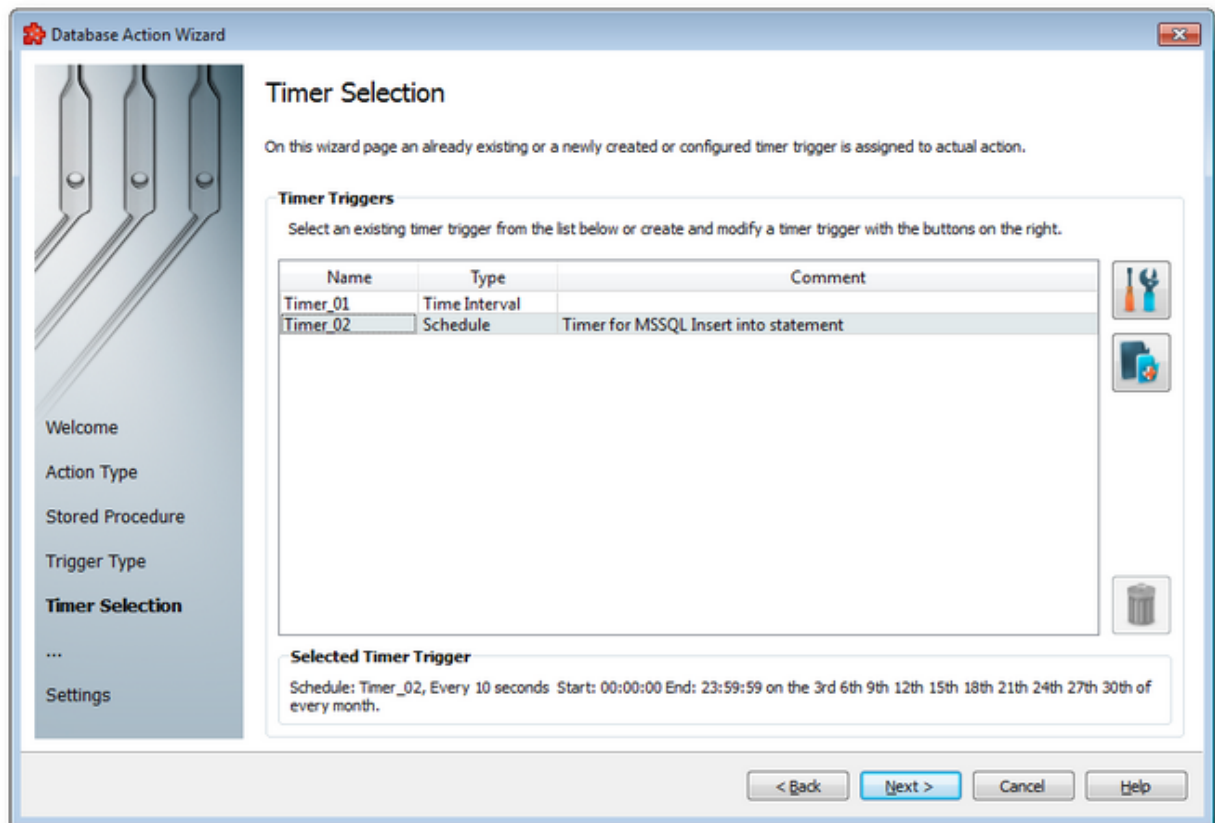 Database Action Wizard
Timer Selection
On this wizard page an already existing or a newly created or configured timer trigger is assigned to actual action.
Timer Triggers
Select an existing timer trigger from the list below or create and modify a timer trigger with the buttons on the right.
Name Type Comment
Timer_01 Time Interval
Timer_02 Schedule Timer for MSSQL Insert into statement
Welcome
Action Type
Stored Procedure
Trigger Type
Timer Selection
...
Settings
Selected Timer Trigger
Schedule: Timer_02, Every 10 seconds Start: 00:00:00 End: 23:59:59 on the 3rd 6th 9th 12th 15th 18th 21th 24th 27th 30th of
every month.
< Back Next > Cancel Help